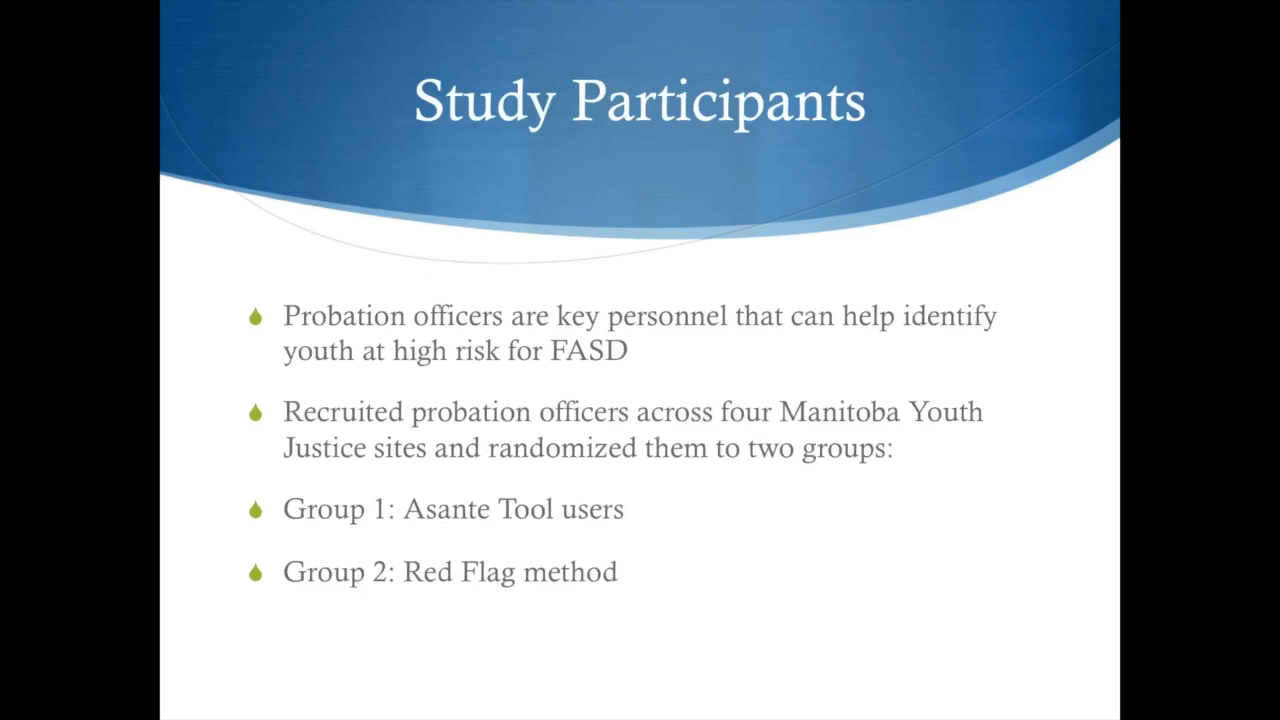 Study Participants
Probation officers are key personnel that can help identify
youth at high risk for FASD
Recruited probation officers across four Manitoba Youth
Justice sites and randomized them to two groups:
Group 1: Asante Tool users
Group 2: Red Flag method